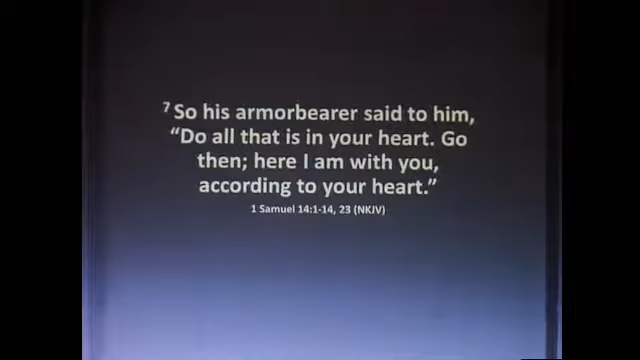 7 So his armorbearer said to him,
“Do all that is in your heart. Go
then; here I am with you,
according to your heart.”
1 Samuel 14:1-14, 23 (NKJV)